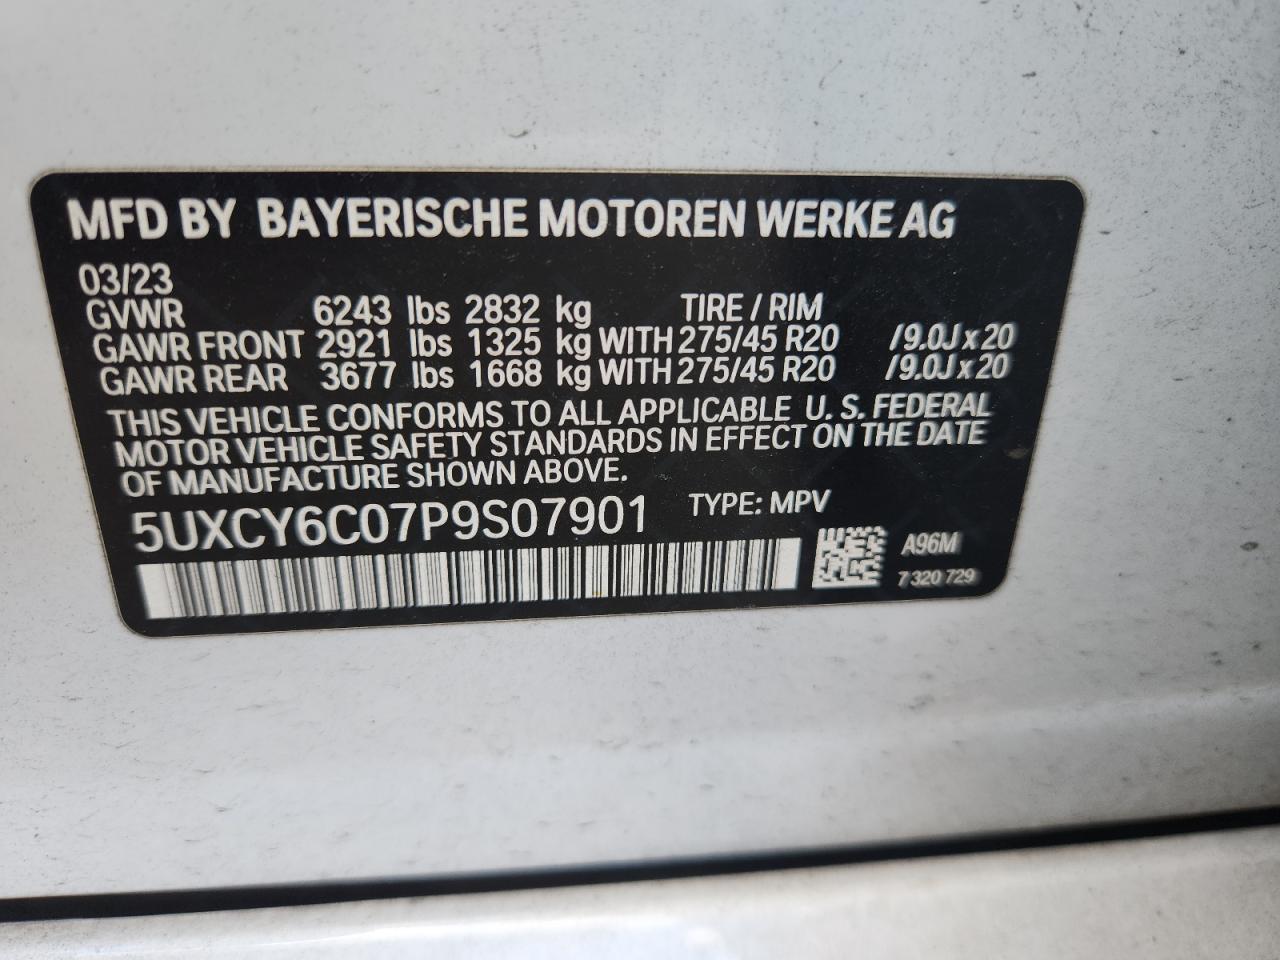 MFD BY BAYERISCHE MOTOREN WERKE AG
03/23
GVWR 6243 lbs 2832 kg TIRE / RIM
GAWR FRONT 2921 lbs 1325 kg WITH 275/45 R20 /9.0J x 20
GAWR REAR 3677 lbs 1668 kg WITH 275/45 R20 /9.0J x 20
THIS VEHICLE CONFORMS TO ALL APPLICABLE U. S. FEDERAL
MOTOR VEHICLE SAFETY STANDARDS IN EFFECT ON THE DATE
OF MANUFACTURE SHOWN ABOVE.
5UXCY6C07P9S07901 TYPE: MPV
A96M
7 320 729